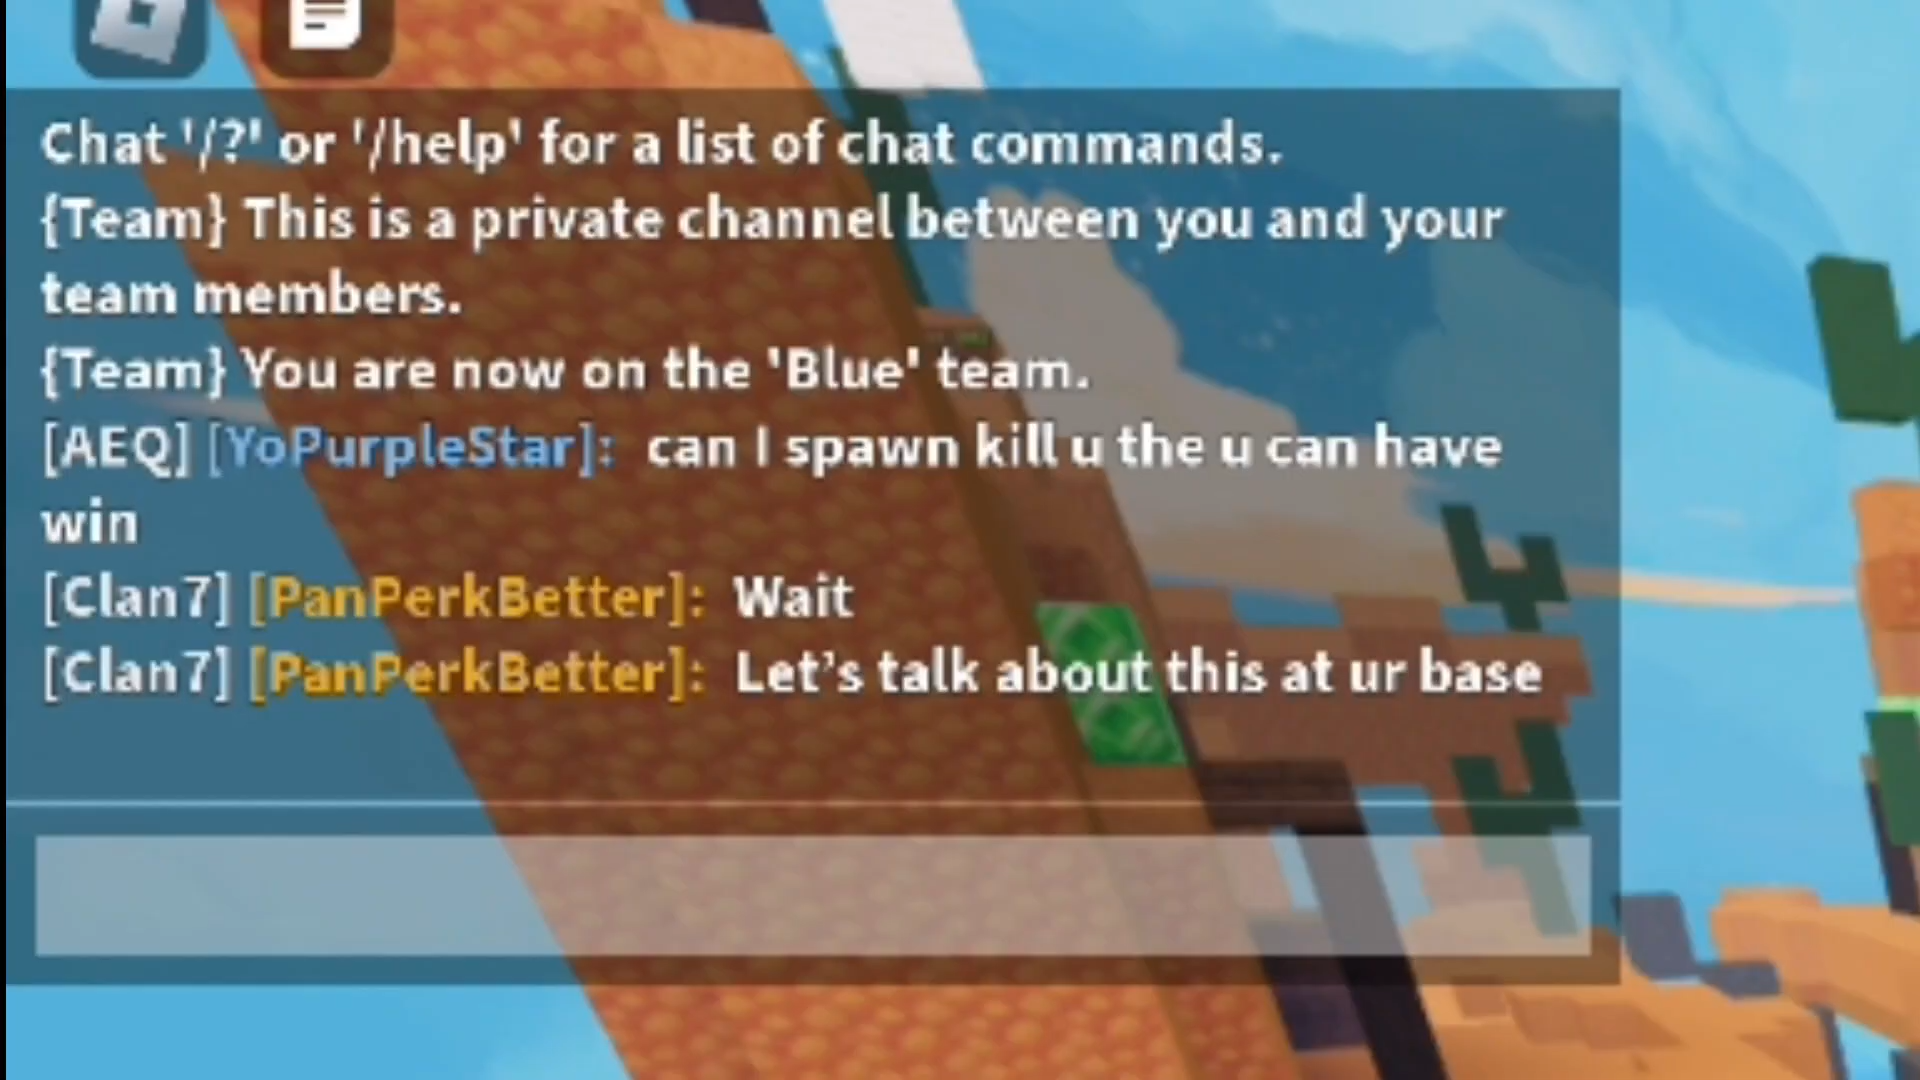 Chat '/?' or '/help' for a list of chat commands.
{Team} This is a private channel between you and your
team members.
{Team} You are now on the 'Blue' team.
[AEQ] [YoPurpleStar]: can I spawn kill u the u can have
win
[Clan7] [PanPerkBetter]: Wait
[Clan7] [PanPerkBetter]: Let’s talk about this at ur base